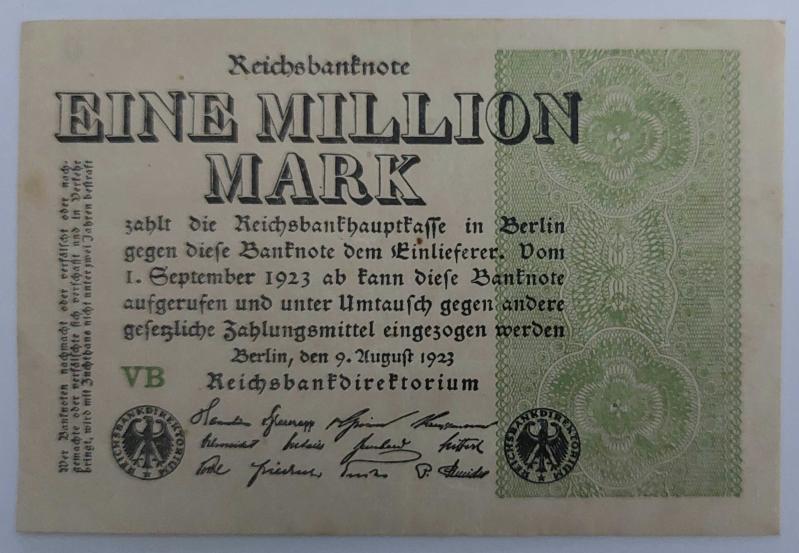 Reichsbanknote
EINE MILLION
MARK
zahlt die Reichsbankhauptkasse in Berlin
gegen diese Banknote dem Einlieferer. Vom
1. September 1923 ab kann diese Banknote
aufgerufen und unter Umtausch gegen andere
gesetzliche Zahlungsmittel eingezogen werden
Berlin, den 9. August 1923
VB
Reichsbankdirektorium
Wer Banknoten nachmacht oder verfälscht oder nach-
gemachte oder verfälschte sich verschafft und in Verkehr
bringt, wird mit Zuchthaus nicht unter zwei Jahren bestraft
REICHSBANKDIREKTORIUM
REICHSBANKDIREKTORIUM